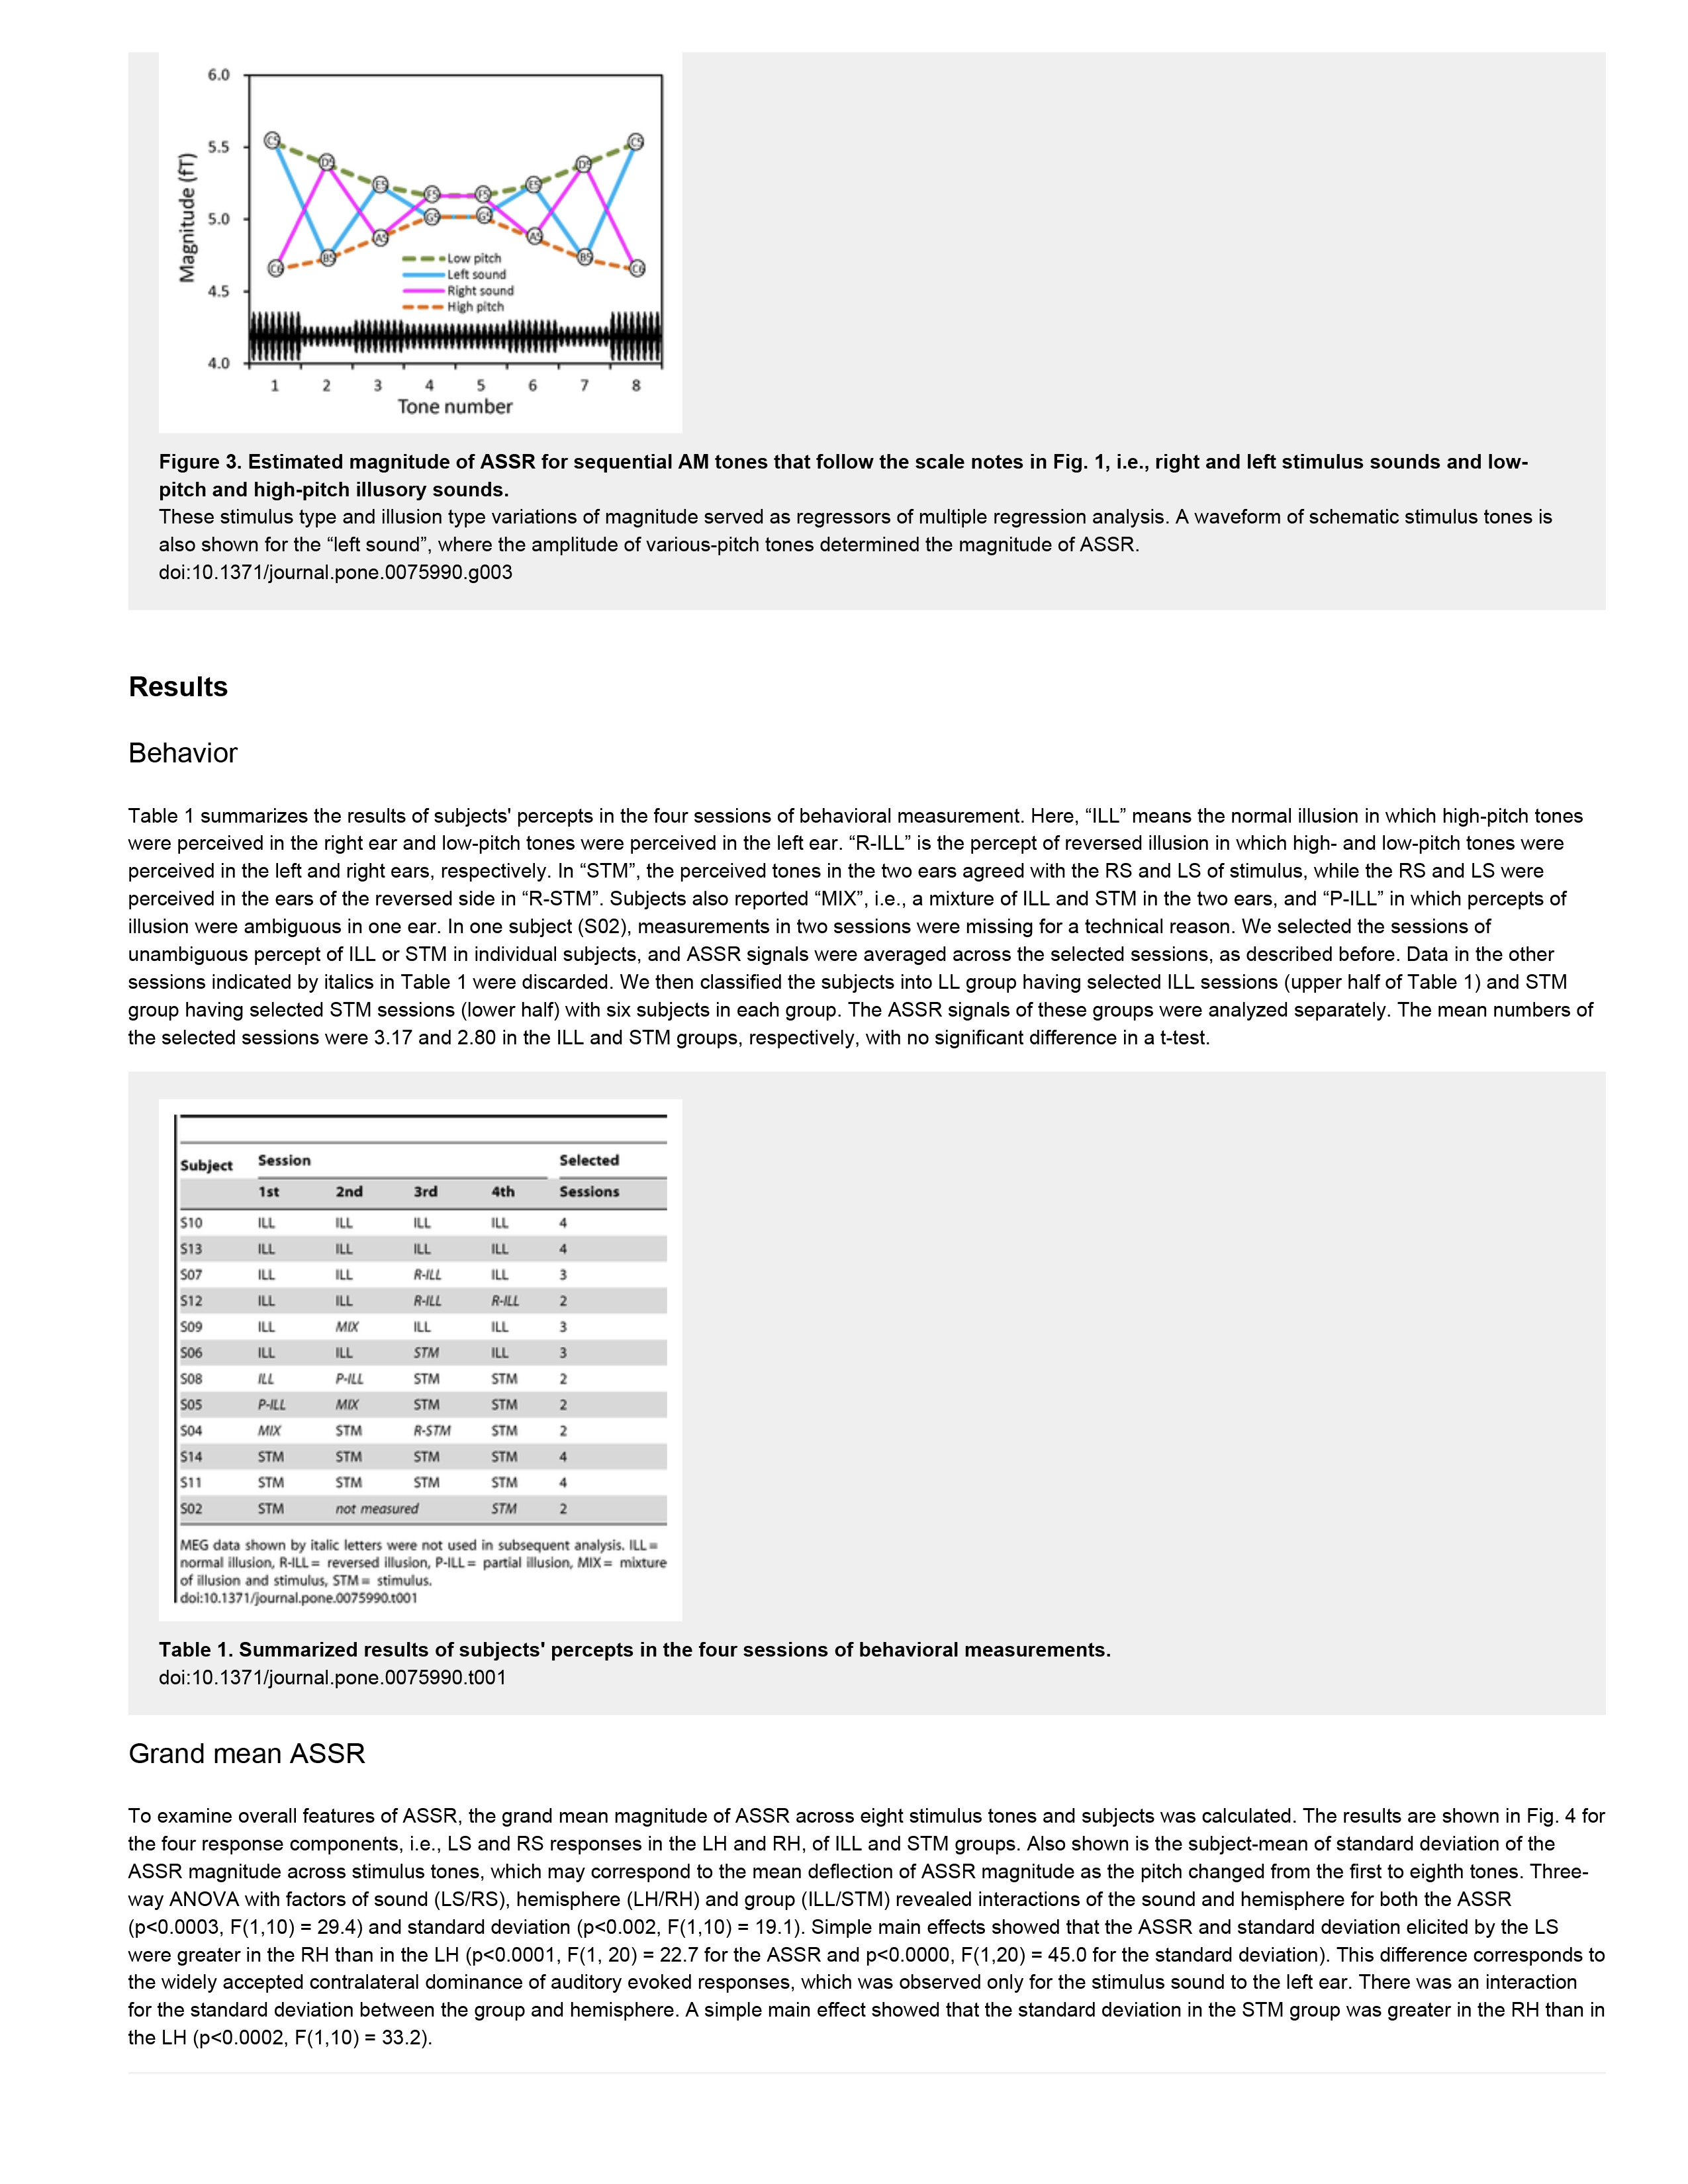 6.0
5.5
5.0
4.5
4.0
Magnitude (fT)
C5
D5
E5
F5
F5
E5
D5
C5
C6
B5
A5
G5
G5
A5
B5
C6
Low pitch
Left sound
Right sound
High pitch
1 2 3 4 5 6 7 8
Tone number
Figure 3. Estimated magnitude of ASSR for sequential AM tones that follow the scale notes in Fig. 1, i.e., right and left stimulus sounds and low-
pitch and high-pitch illusory sounds.
These stimulus type and illusion type variations of magnitude served as regressors of multiple regression analysis. A waveform of schematic stimulus tones is
also shown for the “left sound”, where the amplitude of various-pitch tones determined the magnitude of ASSR.
doi:10.1371/journal.pone.0075990.g003
Results
Behavior
Table 1 summarizes the results of subjects' percepts in the four sessions of behavioral measurement. Here, “ILL” means the normal illusion in which high-pitch tones
were perceived in the right ear and low-pitch tones were perceived in the left ear. “R-ILL” is the percept of reversed illusion in which high- and low-pitch tones were
perceived in the left and right ears, respectively. In “STM”, the perceived tones in the two ears agreed with the RS and LS of stimulus, while the RS and LS were
perceived in the ears of the reversed side in “R-STM”. Subjects also reported “MIX”, i.e., a mixture of ILL and STM in the two ears, and “P-ILL” in which percepts of
illusion were ambiguous in one ear. In one subject (S02), measurements in two sessions were missing for a technical reason. We selected the sessions of
unambiguous percept of ILL or STM in individual subjects, and ASSR signals were averaged across the selected sessions, as described before. Data in the other
sessions indicated by italics in Table 1 were discarded. We then classified the subjects into LL group having selected ILL sessions (upper half of Table 1) and STM
group having selected STM sessions (lower half) with six subjects in each group. The ASSR signals of these groups were analyzed separately. The mean numbers of
the selected sessions were 3.17 and 2.80 in the ILL and STM groups, respectively, with no significant difference in a t-test.
Subject Session Selected
1st 2nd 3rd 4th Sessions
S10 ILL ILL ILL ILL 4
S13 ILL ILL ILL ILL 4
S07 ILL ILL R-ILL ILL 3
S12 ILL ILL R-ILL R-ILL 2
S09 ILL MIX ILL ILL 3
S06 ILL ILL STM ILL 3
S08 ILL P-ILL STM STM 2
S05 P-ILL MIX STM STM 2
S04 MIX STM R-STM STM 2
S14 STM STM STM STM 4
S11 STM STM STM STM 4
S02 STM not measured STM 2
MEG data shown by italic letters were not used in subsequent analysis. ILL =
normal illusion, R-ILL = reversed illusion, P-ILL = partial illusion, MIX = mixture
of illusion and stimulus, STM = stimulus.
doi:10.1371/journal.pone.0075990.t001
Table 1. Summarized results of subjects' percepts in the four sessions of behavioral measurements.
doi:10.1371/journal.pone.0075990.t001
Grand mean ASSR
To examine overall features of ASSR, the grand mean magnitude of ASSR across eight stimulus tones and subjects was calculated. The results are shown in Fig. 4 for
the four response components, i.e., LS and RS responses in the LH and RH, of ILL and STM groups. Also shown is the subject-mean of standard deviation of the
ASSR magnitude across stimulus tones, which may correspond to the mean deflection of ASSR magnitude as the pitch changed from the first to eighth tones. Three-
way ANOVA with factors of sound (LS/RS), hemisphere (LH/RH) and group (ILL/STM) revealed interactions of the sound and hemisphere for both the ASSR
(p<0.0003, F(1,10) = 29.4) and standard deviation (p<0.002, F(1,10) = 19.1). Simple main effects showed that the ASSR and standard deviation elicited by the LS
were greater in the RH than in the LH (p<0.0001, F(1, 20) = 22.7 for the ASSR and p<0.0000, F(1,20) = 45.0 for the standard deviation). This difference corresponds to
the widely accepted contralateral dominance of auditory evoked responses, which was observed only for the stimulus sound to the left ear. There was an interaction
for the standard deviation between the group and hemisphere. A simple main effect showed that the standard deviation in the STM group was greater in the RH than in
the LH (p<0.0002, F(1,10) = 33.2).